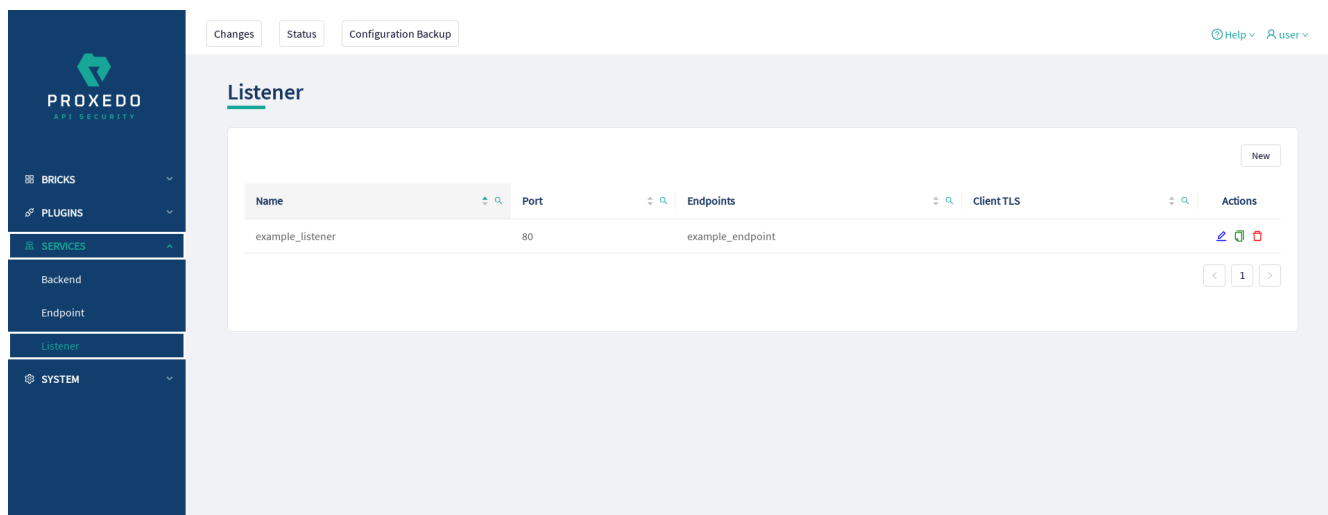 Changes Status Configuration Backup Help user
PROXEDO
API SECURITY
BRICKS
PLUGINS
SERVICES
Backend
Endpoint
Listener
SYSTEM
Listener
New
Name Port Endpoints Client TLS Actions
example_listener 80 example_endpoint
1